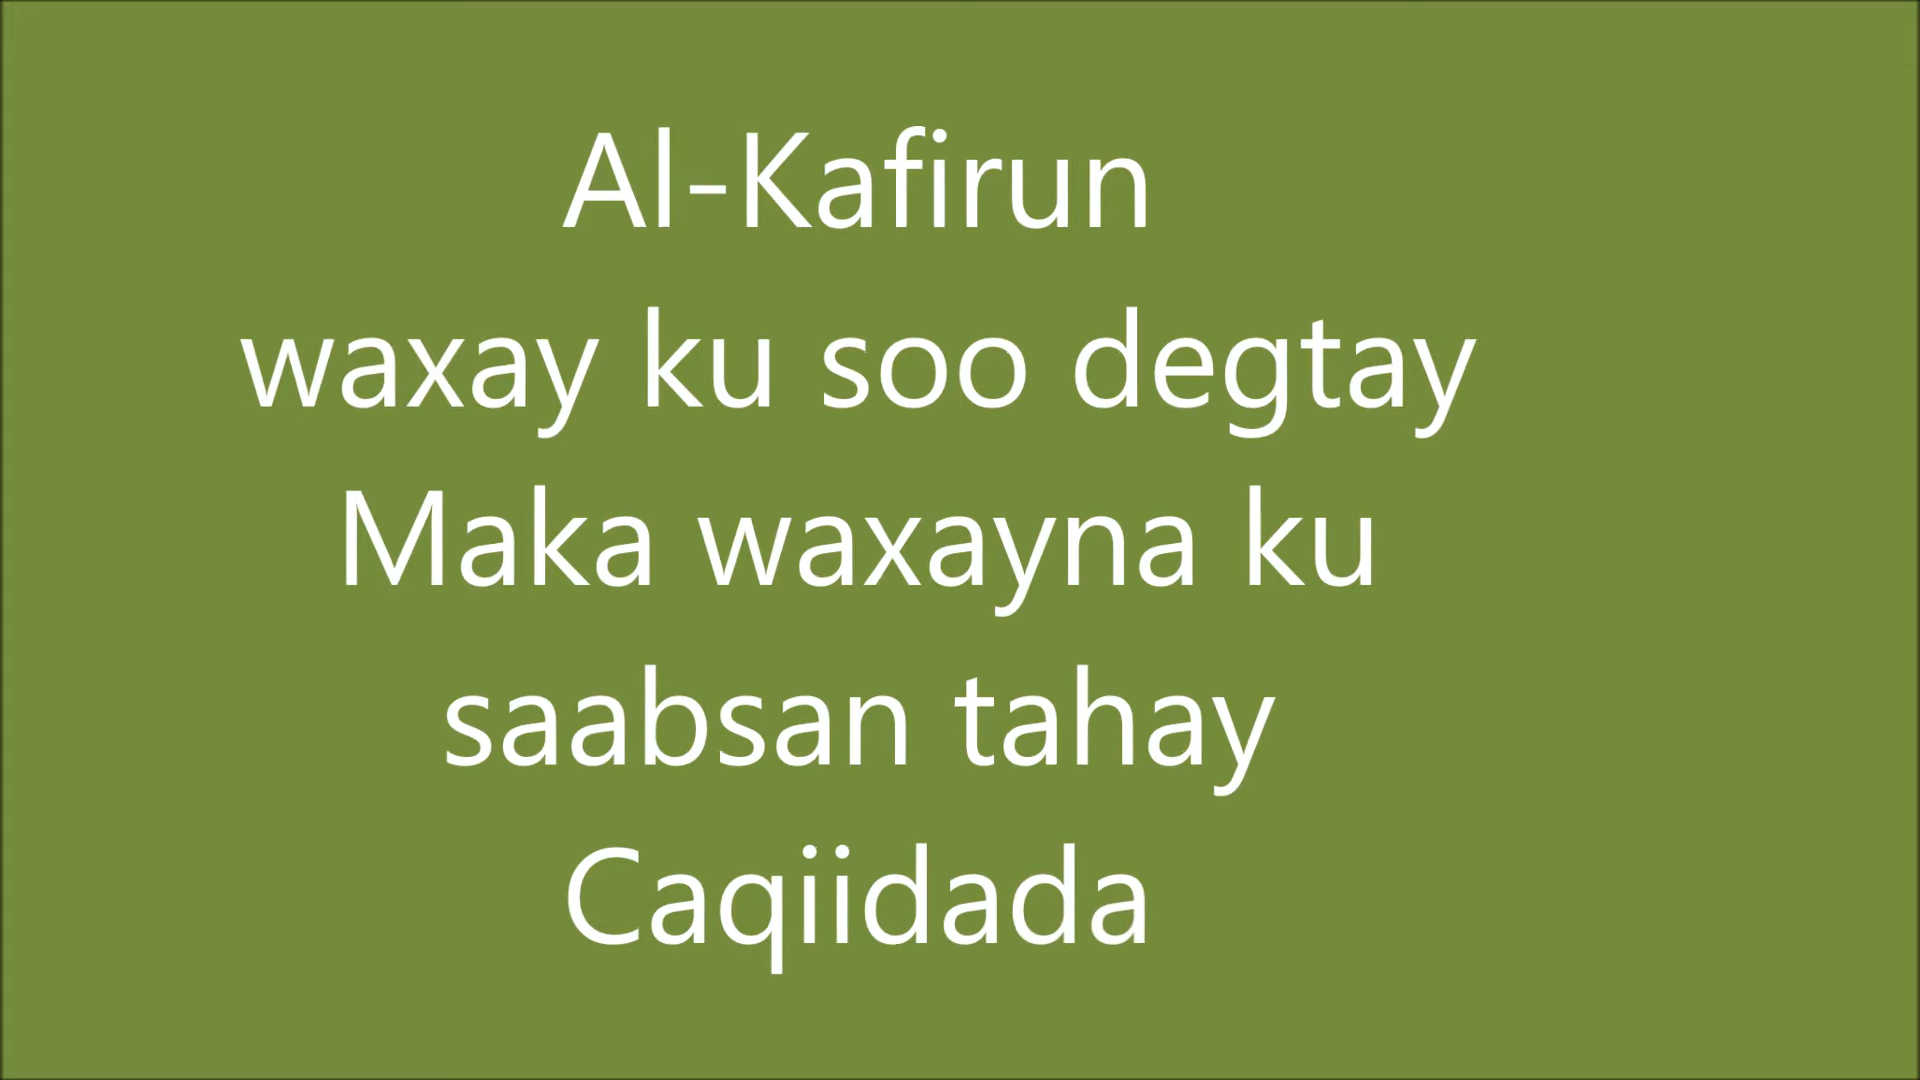 Al-Kafirun
waxay ku soo degtay
Maka waxayna ku
saabsan tahay
Caqiidada